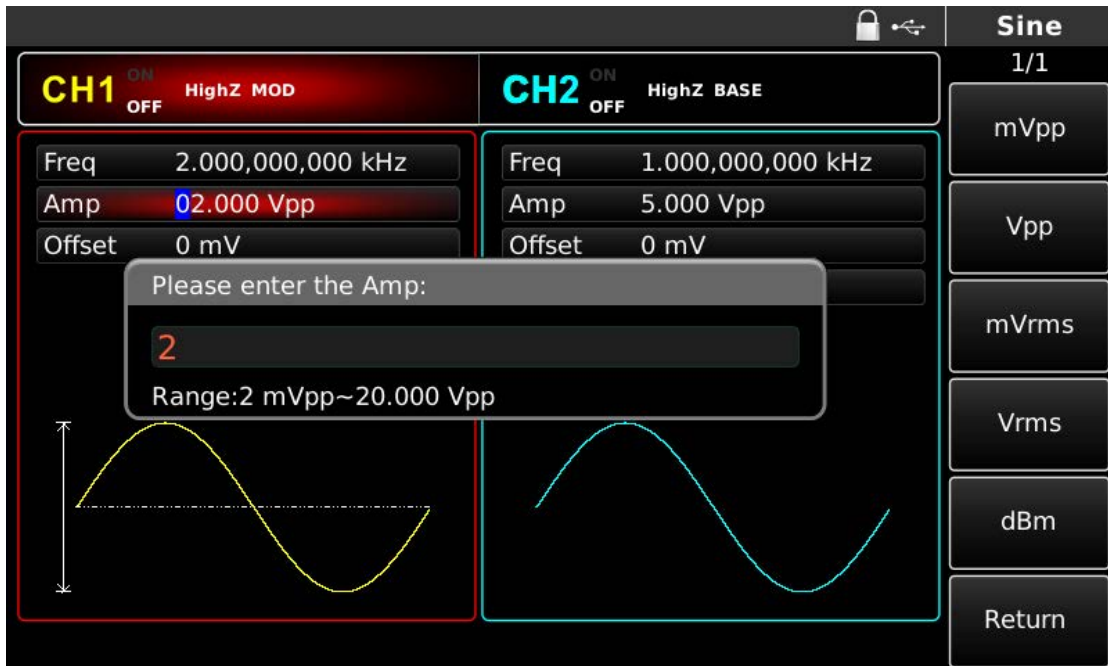 Sine
1/1
CH1 ON OFF HighZ MOD
CH2 ON OFF HighZ BASE
Freq 2.000,000,000 kHz
Amp 02.000 Vpp
Offset 0 mV
Freq 1.000,000,000 kHz
Amp 5.000 Vpp
Offset 0 mV
Please enter the Amp:
2
Range:2 mVpp~20.000 Vpp
mVpp
Vpp
mVrms
Vrms
dBm
Return